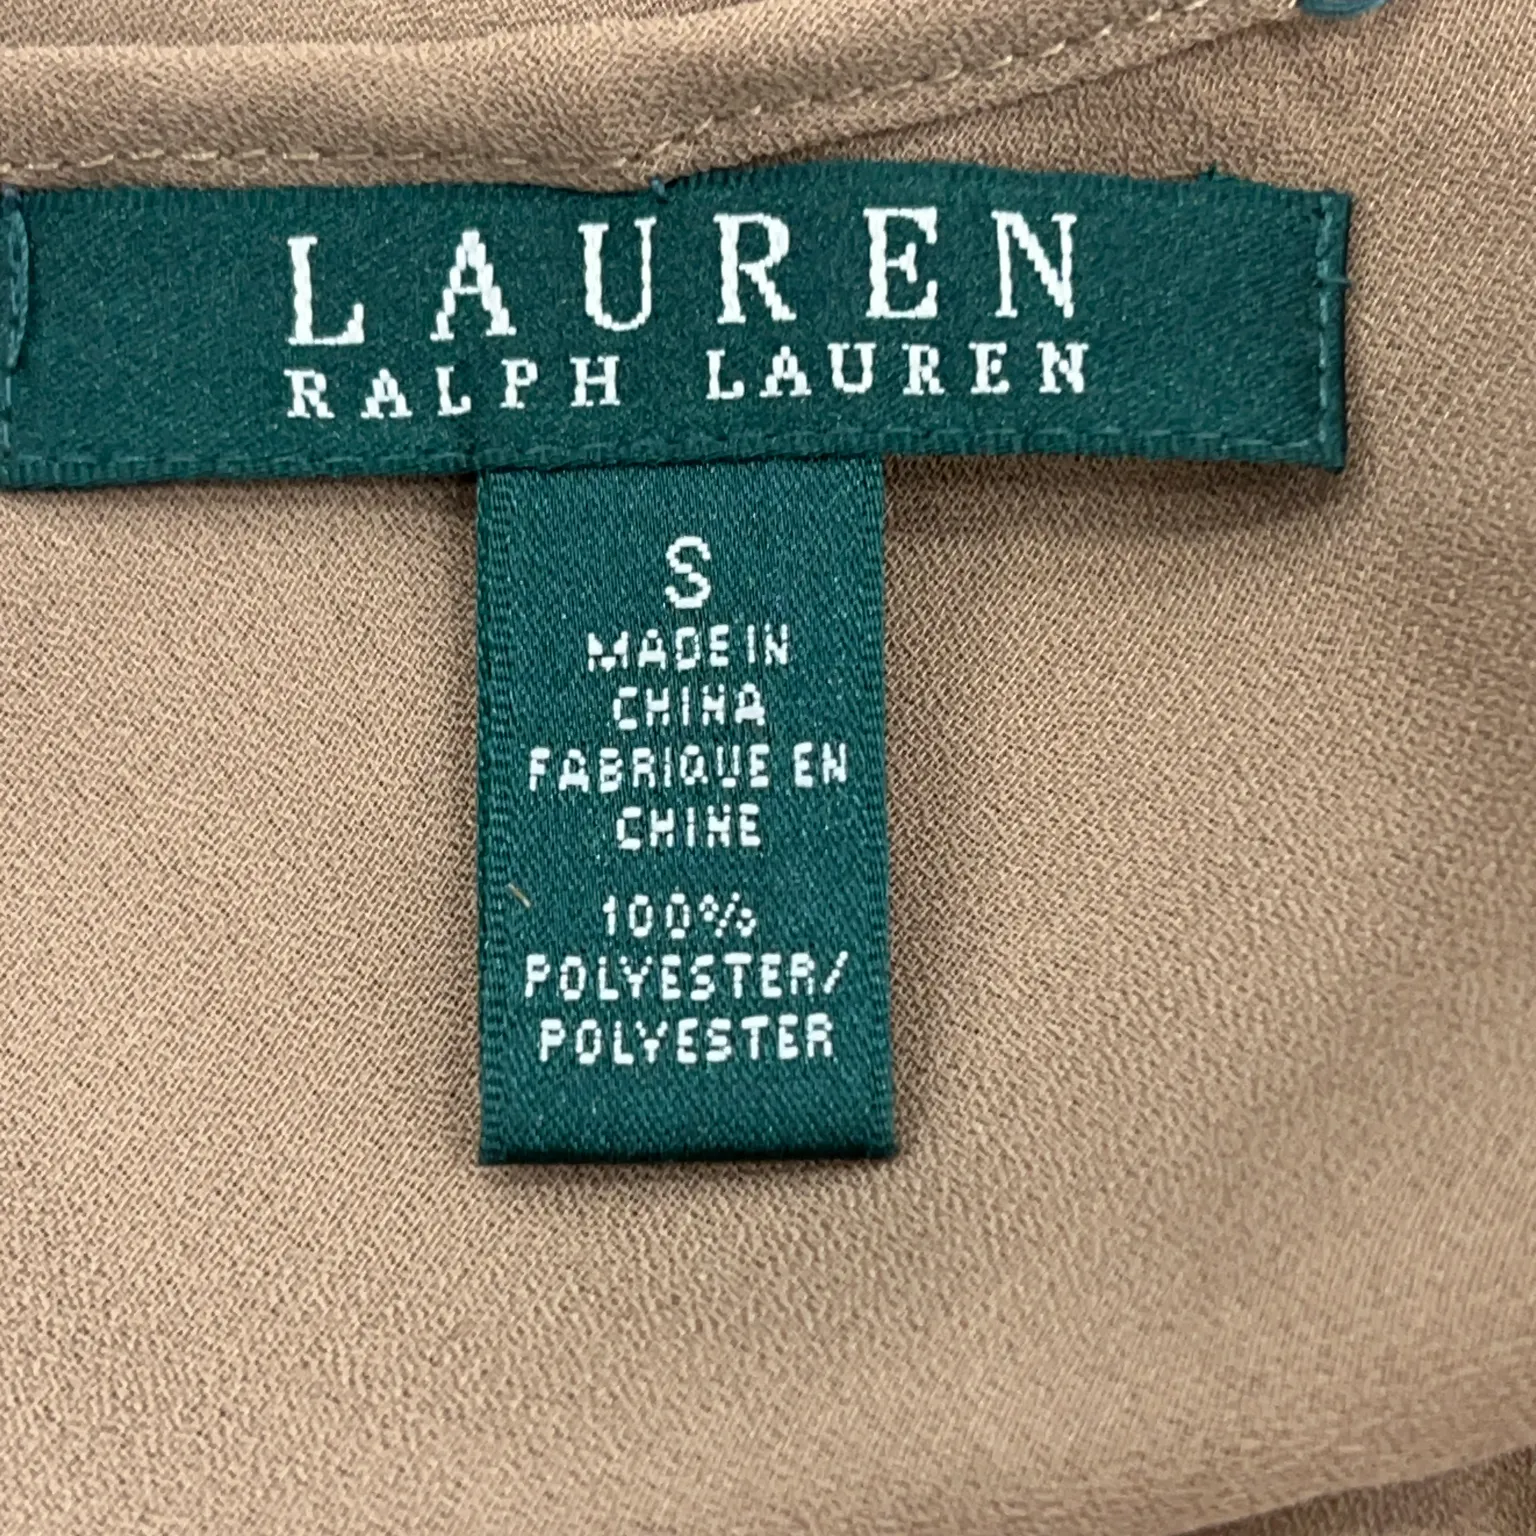 LAUREN
RALPH LAUREN
S
MADE IN
CHINA
FABRIQUE EN
CHINE
100%
POLYESTER/
POLYESTER